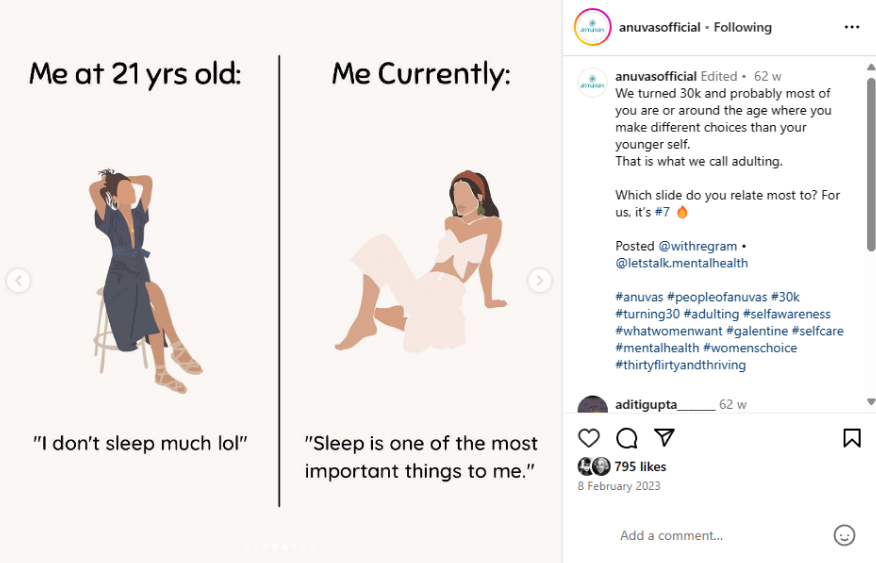 Me at 21 yrs old:
Me Currently:
"I don't sleep much lol"
"Sleep is one of the most
important things to me."
anuvasofficial • Following
anuvasofficial Edited • 62 w
We turned 30k and probably most of
you are or around the age where you
make different choices than your
younger self.
That is what we call adulting.
Which slide do you relate most to? For
us, it's #7 🔥
Posted @withregram •
@letstalk.mentalhealth
#anuvas #peopleofanuvas #30k
#turning30 #adulting #selfawareness
#whatwomenwant #galentine #selfcare
#mentalhealth #womenschoice
#thirtyflirtyandthriving
aditigupta_______ 62 w
795 likes
8 February 2023
Add a comment...